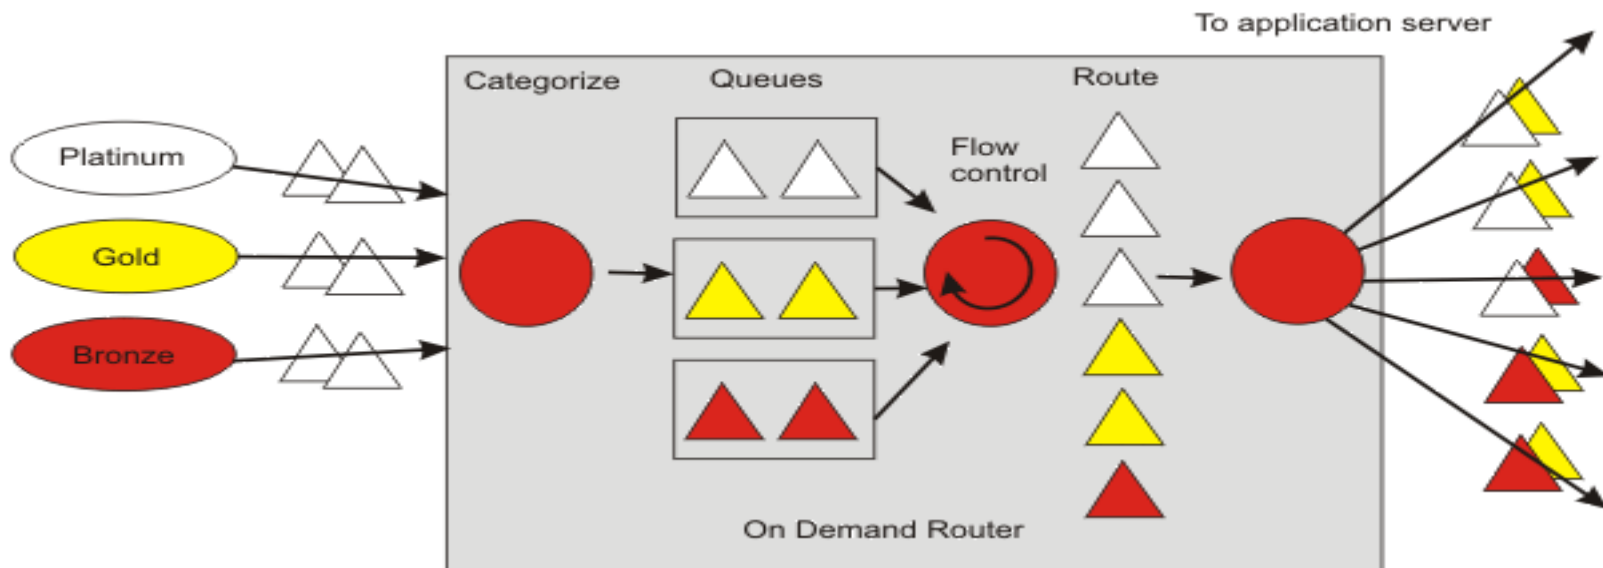 To application server
Categorize
Queues
Route
Platinum
Flow
control
Gold
Bronze
On Demand Router